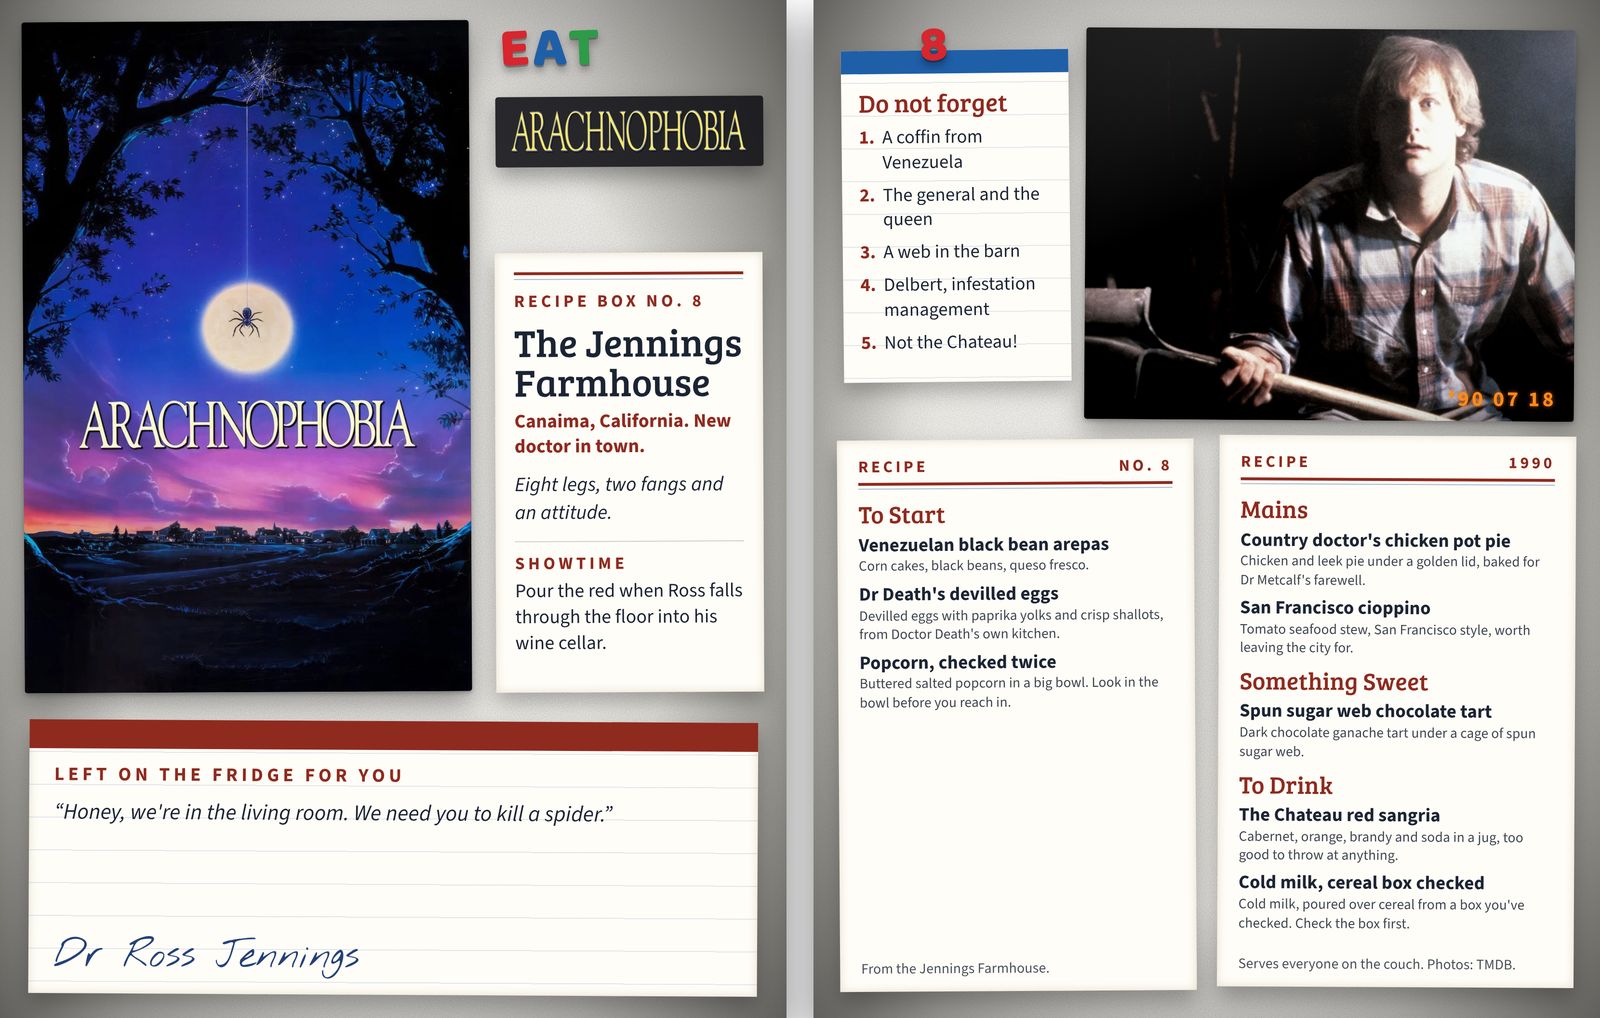 EAT
ARACHNOPHOBIA
ARACHNOPHOBIA
RECIPE BOX NO. 8
The Jennings
Farmhouse
Canaima, California. New
doctor in town.
Eight legs, two fangs and
an attitude.
SHOWTIME
Pour the red when Ross falls
through the floor into his
wine cellar.
LEFT ON THE FRIDGE FOR YOU
“Honey, we're in the living room. We need you to kill a spider.”
Dr Ross Jennings
8
Do not forget
1. A coffin from
Venezuela
2. The general and the
queen
3. A web in the barn
4. Delbert, infestation
management
5. Not the Chateau!
'90 07 18
RECIPE NO. 8
To Start
Venezuelan black bean arepas
Corn cakes, black beans, queso fresco.
Dr Death's devilled eggs
Devilled eggs with paprika yolks and crisp shallots,
from Doctor Death's own kitchen.
Popcorn, checked twice
Buttered salted popcorn in a big bowl. Look in the
bowl before you reach in.
From the Jennings Farmhouse.
RECIPE 1990
Mains
Country doctor's chicken pot pie
Chicken and leek pie under a golden lid, baked for
Dr Metcalf's farewell.
San Francisco cioppino
Tomato seafood stew, San Francisco style, worth
leaving the city for.
Something Sweet
Spun sugar web chocolate tart
Dark chocolate ganache tart under a cage of spun
sugar web.
To Drink
The Chateau red sangria
Cabernet, orange, brandy and soda in a jug, too
good to throw at anything.
Cold milk, cereal box checked
Cold milk, poured over cereal from a box you've
checked. Check the box first.
Serves everyone on the couch. Photos: TMDB.